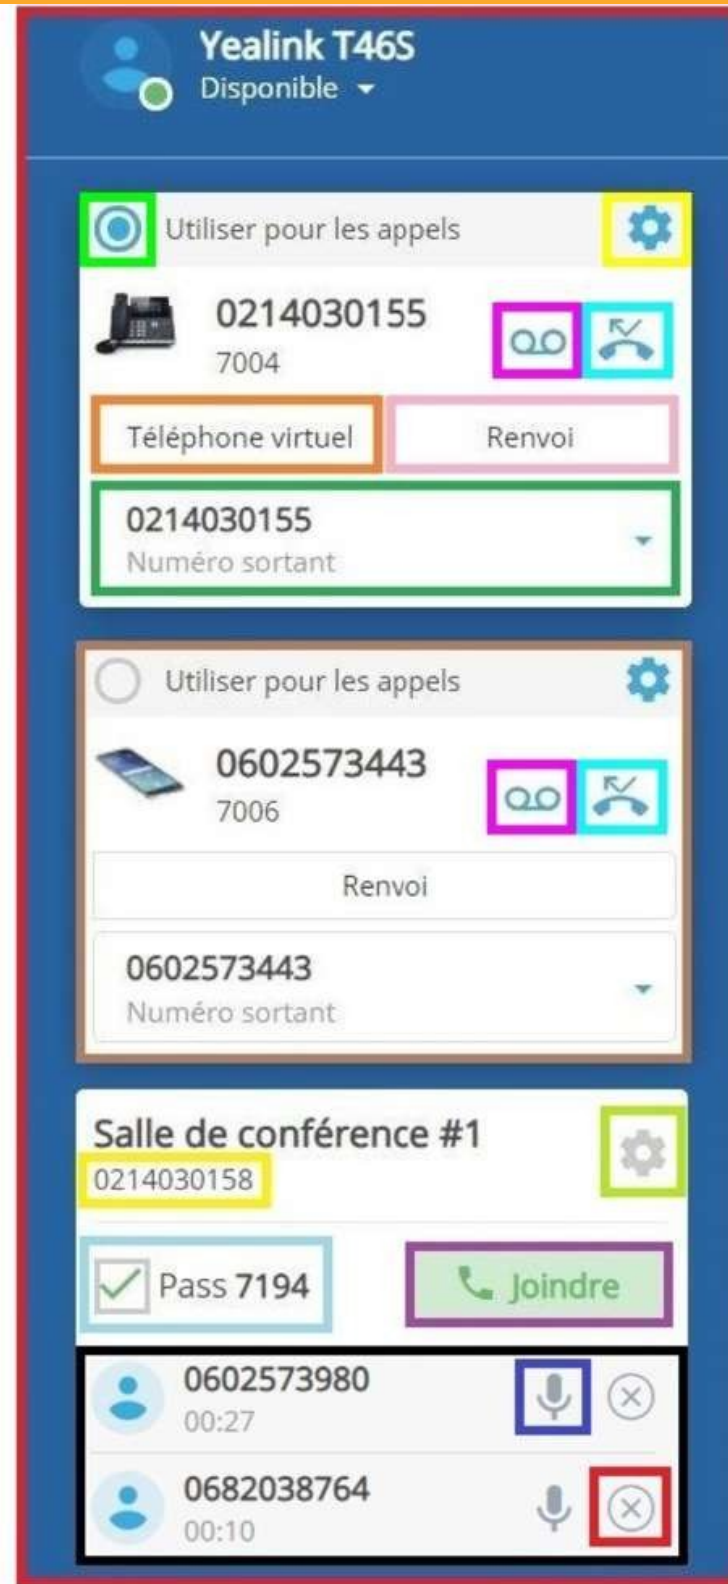 Yealink T46S
Disponible
Utiliser pour les appels
0214030155
7004
Téléphone virtuel
Renvoi
0214030155
Numéro sortant
Utiliser pour les appels
0602573443
7006
Renvoi
0602573443
Numéro sortant
Salle de conférence #1
0214030158
Pass 7194
Joindre
0602573980
00:27
0682038764
00:10